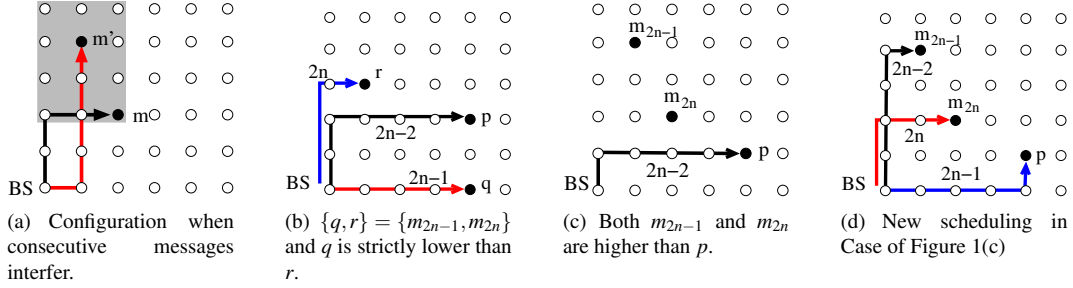 m'
m
BS
(a) Configuration when
consecutive messages
interfer.
2n
r
p
2n−2
2n−1
q
BS
(b) {q, r} = {m₂ₙ₋₁, m₂ₙ}
and q is strictly lower than
r.
m₂ₙ₋₁
m₂ₙ
p
2n−2
BS
(c) Both m₂ₙ₋₁ and m₂ₙ
are higher than p.
m₂ₙ₋₁
2n−2
m₂ₙ
2n
p
2n−1
BS
(d) New scheduling in
Case of Figure 1(c)